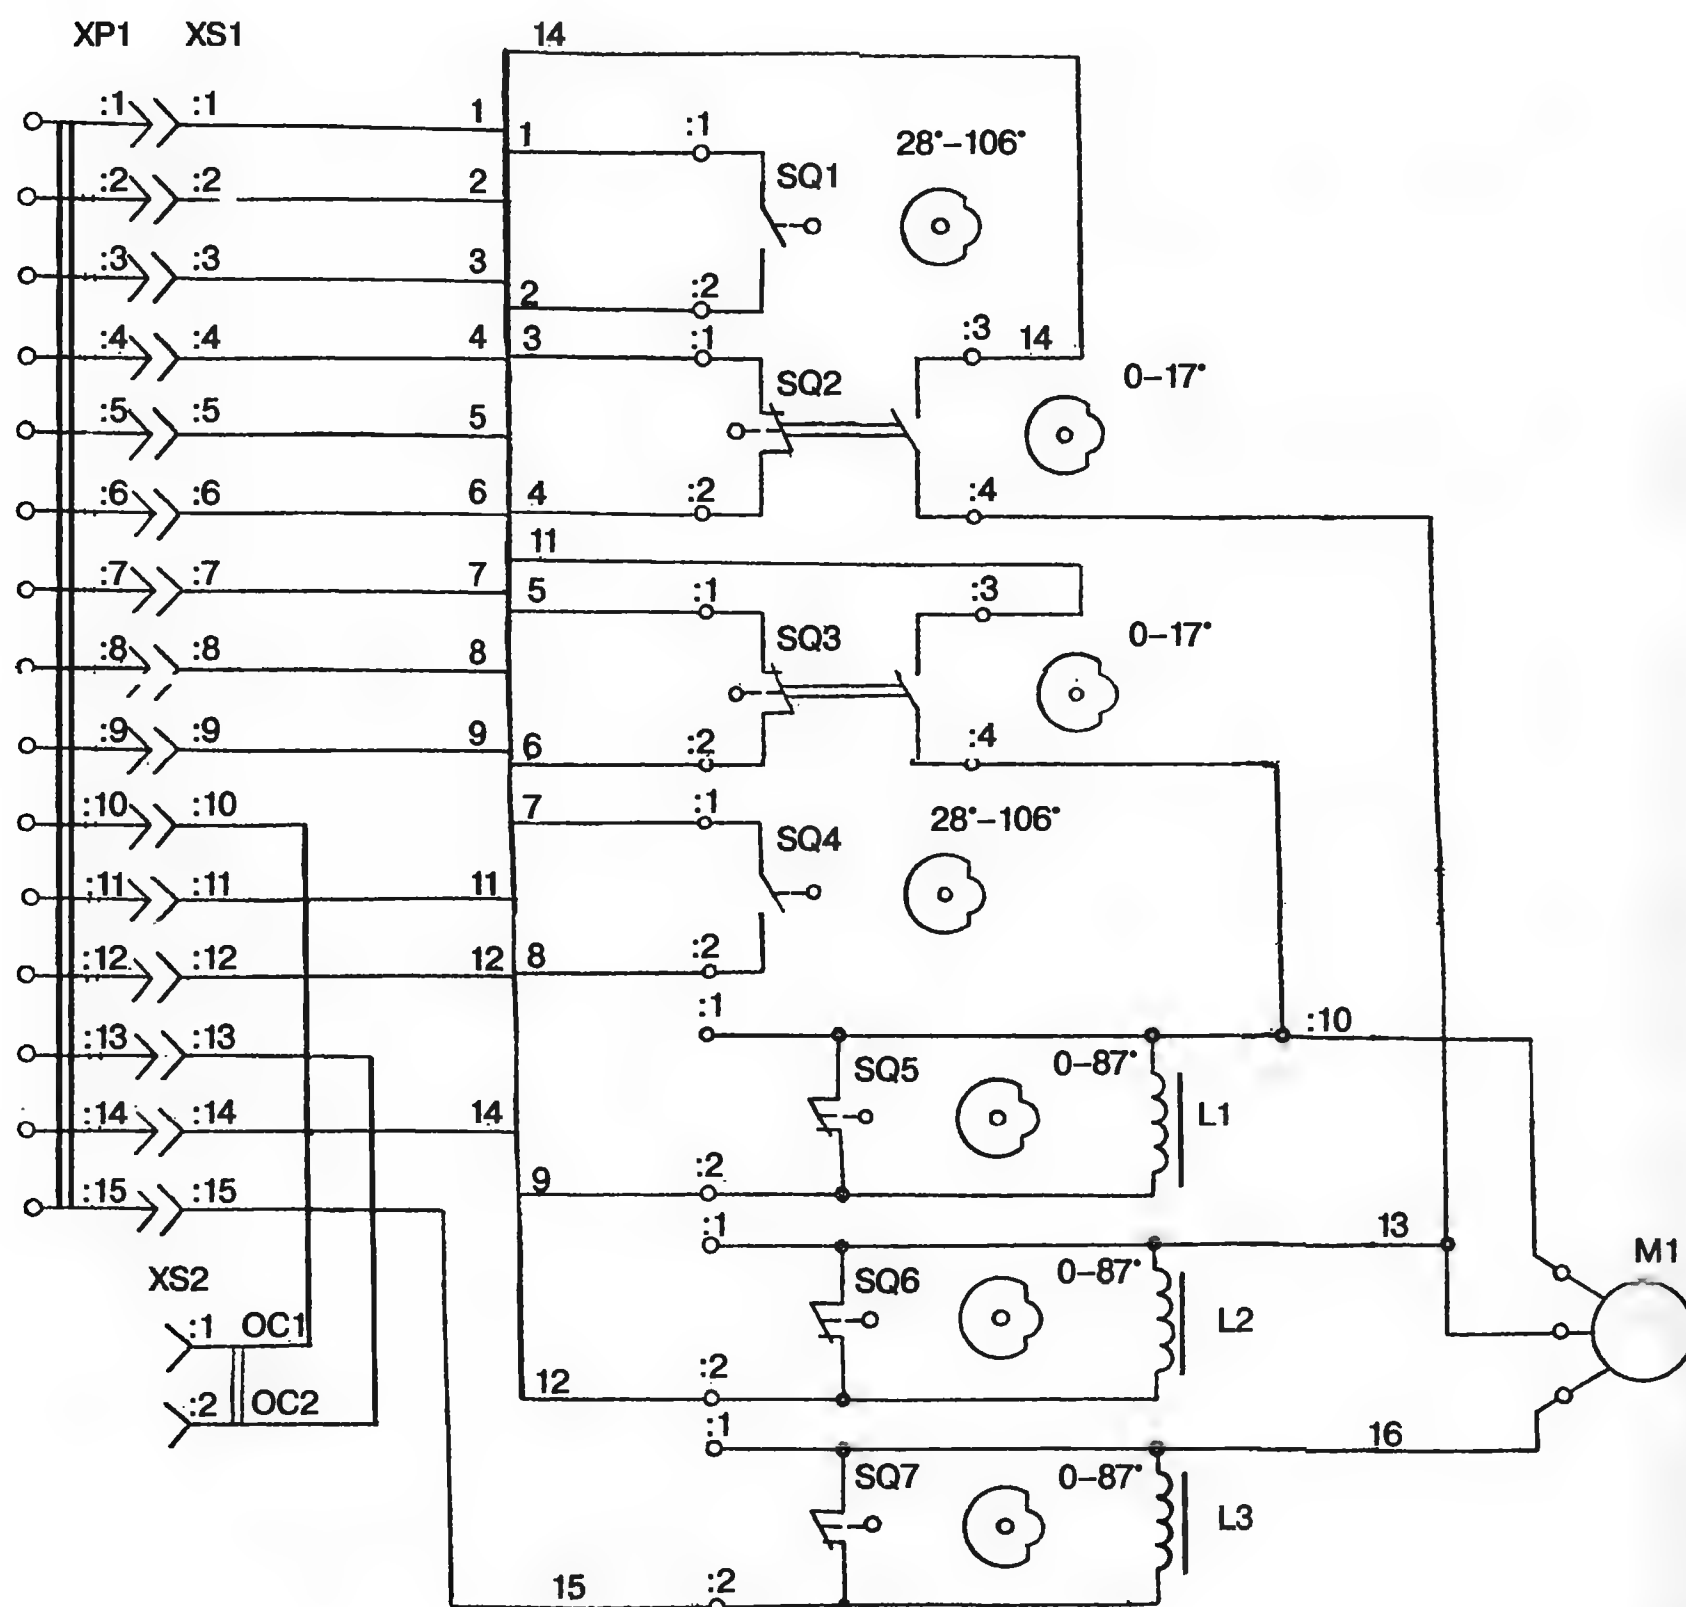 XP1 XS1 14
:1 :1 1 1 :1 28°-106°
SQ1
:2 :2 2
:3 :3 3 2 :2
:4 :4 4 3 :1 :3 14
SQ2 0-17°
:5 :5 5
:6 :6 6 4 :2 :4
11
:7 :7 7 5 :1 :3
SQ3 0-17°
:8 :8 8
:9 :9 9 6 :2 :4
:10 :10 7 :1 28°-106°
SQ4
:11 :11 11
:12 :12 12 8 :2
:1 :10
:13 :13 SQ5 0-87°
:14 :14 14 L1
:15 :15 9 :2
:1 13
XS2 SQ6 0-87° M1
:1 OC1 L2
:2 OC2 12 :2
:1 16
SQ7 0-87°
L3
15 :2